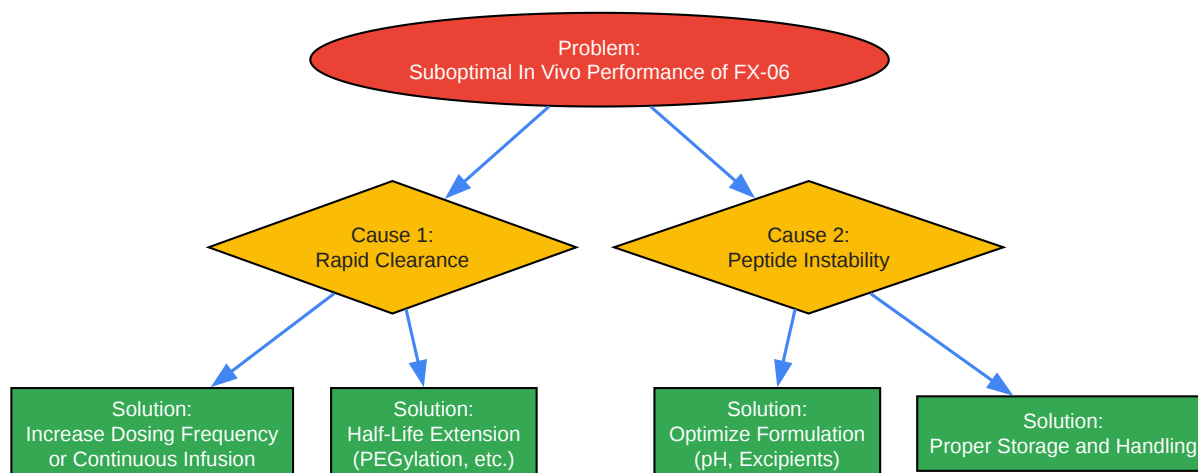 Problem:
Suboptimal In Vivo Performance of FX-06
Cause 1:
Rapid Clearance
Cause 2:
Peptide Instability
Solution:
Increase Dosing Frequency
or Continuous Infusion
Solution:
Half-Life Extension
(PEGylation, etc.)
Solution:
Optimize Formulation
(pH, Excipients)
Solution:
Proper Storage and Handling